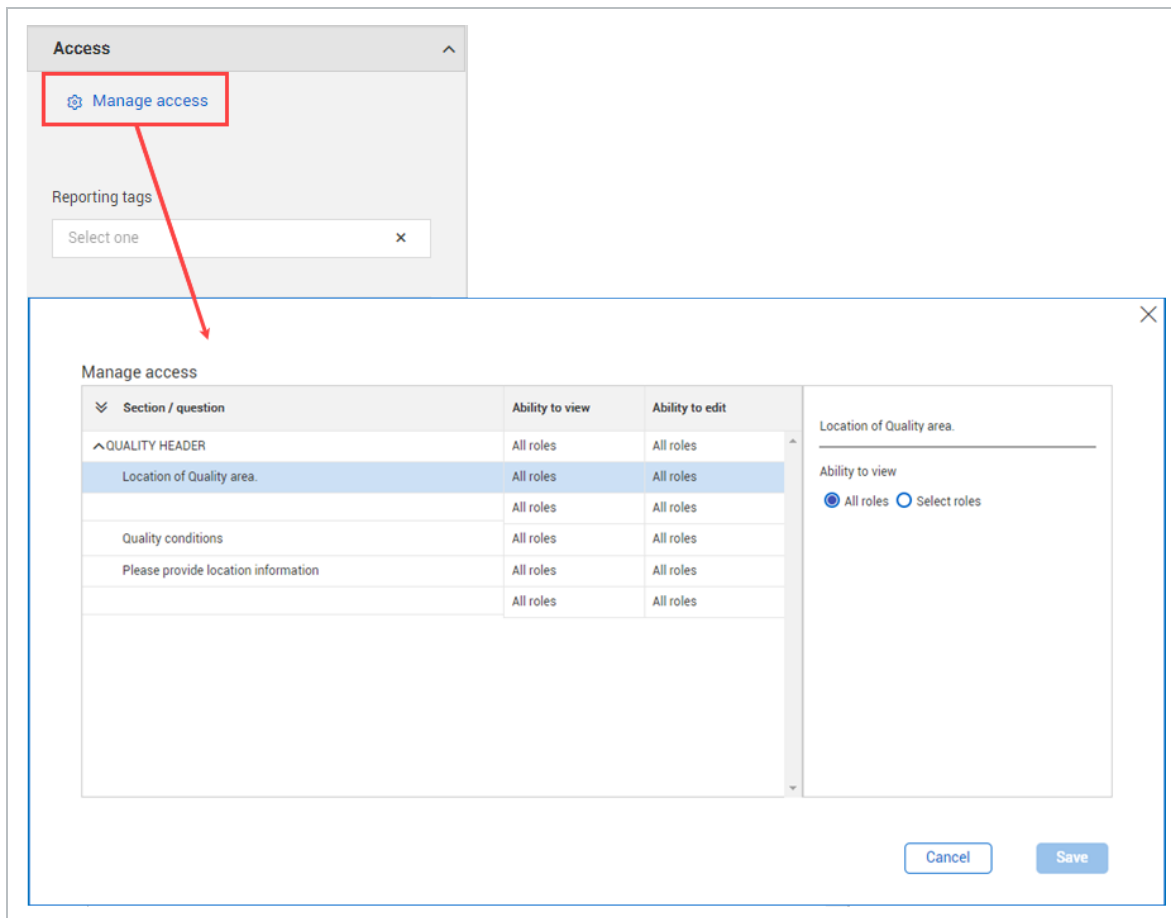 Access
Manage access
Reporting tags
Select one
Manage access
Section / question Ability to view Ability to edit
QUALITY HEADER All roles All roles
Location of Quality area. All roles All roles
All roles All roles
Quality conditions All roles All roles
Please provide location information All roles All roles
All roles All roles
Location of Quality area.
Ability to view
All roles Select roles
Cancel Save